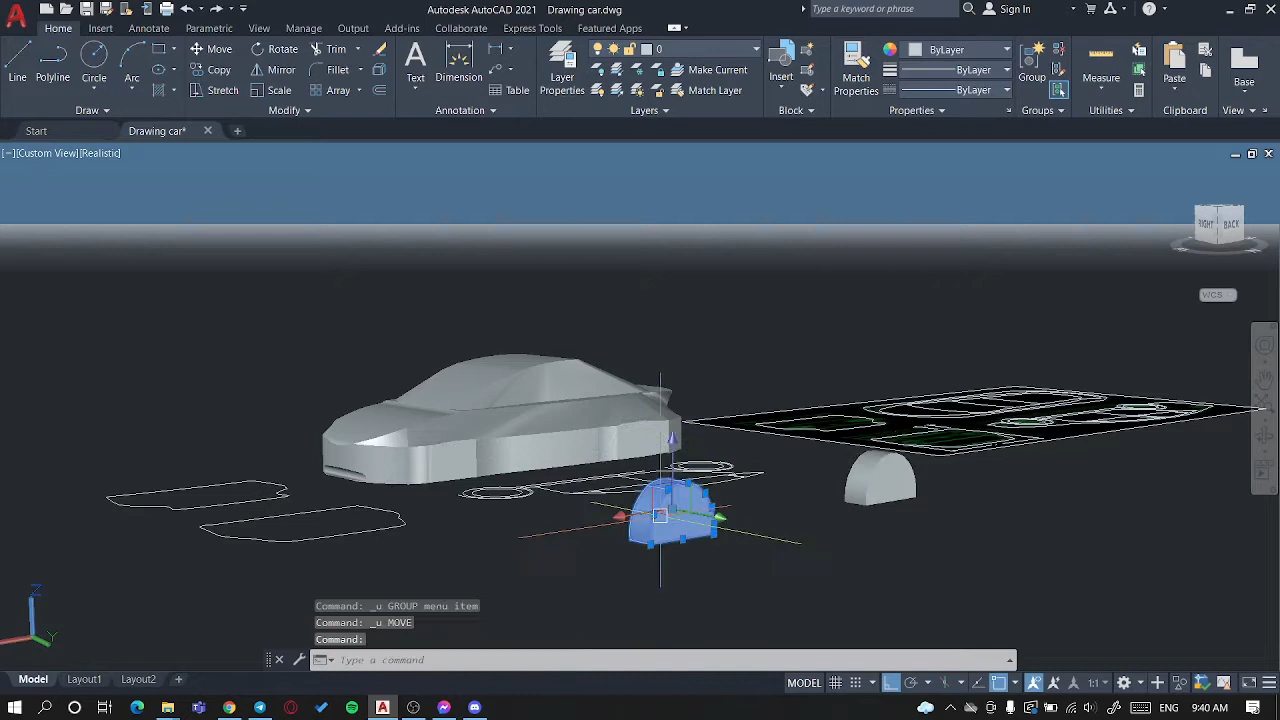 Autodesk AutoCAD 2021   Drawing car.dwg
Type a keyword or phrase
Sign In
Home Insert Annotate Parametric View Manage Output Add-ins Collaborate Express Tools Featured Apps
Line Polyline Circle Arc
Move Rotate Trim
Copy Mirror Fillet
Stretch Scale Array
Text Dimension Table
Layer Properties
0
Make Current
Match Layer
Insert
Match Properties
ByLayer
ByLayer
ByLayer
Group
Measure
Paste
Base
Draw Modify Annotation Layers Block Properties Groups Utilities Clipboard View
Start Drawing car*
[−][Custom View][Realistic]
RIGHT BACK
WCS
Z
Y
Command: _u GROUP menu item
Command: _u MOVE
Command:
Type a command
Model Layout1 Layout2
MODEL
1:1
ENG 9:40 AM